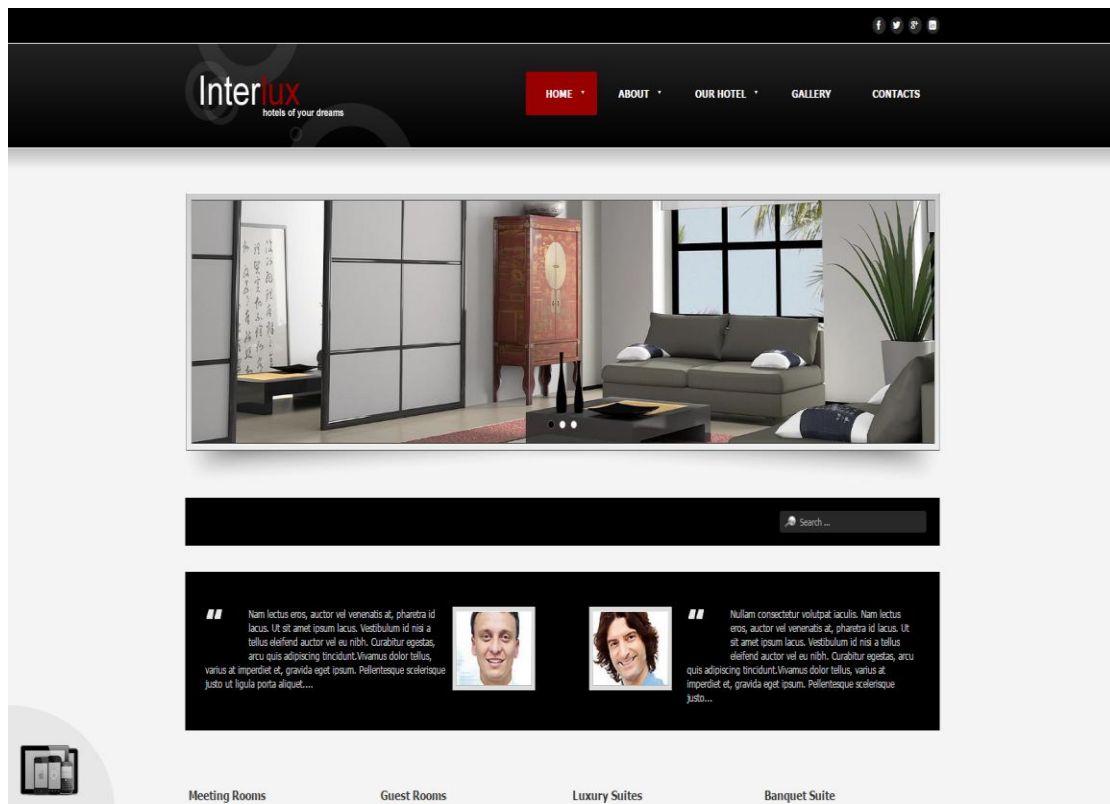 Interlux
hotels of your dreams
HOME
ABOUT
OUR HOTEL
GALLERY
CONTACTS
Search ...
Nam lectus eros, auctor vel venenatis at, pharetra id
lacus. Ut sit amet ipsum lacus. Vestibulum id nisi a
tellus eleifend auctor vel eu nibh. Curabitur egestas,
arcu quis adipiscing tincidunt.Vivamus dolor tellus,
varius at imperdiet et, gravida eget ipsum. Pellentesque scelerisque
justo ut ligula porta aliquet....
Nullam consectetur volutpat iaculis. Nam lectus
eros, auctor vel venenatis at, pharetra id lacus. Ut
sit amet ipsum lacus. Vestibulum id nisi a tellus
eleifend auctor vel eu nibh. Curabitur egestas, arcu
quis adipiscing tincidunt.Vivamus dolor tellus, varius at
imperdiet et, gravida eget ipsum. Pellentesque scelerisque
justo...
Meeting Rooms
Guest Rooms
Luxury Suites
Banquet Suite